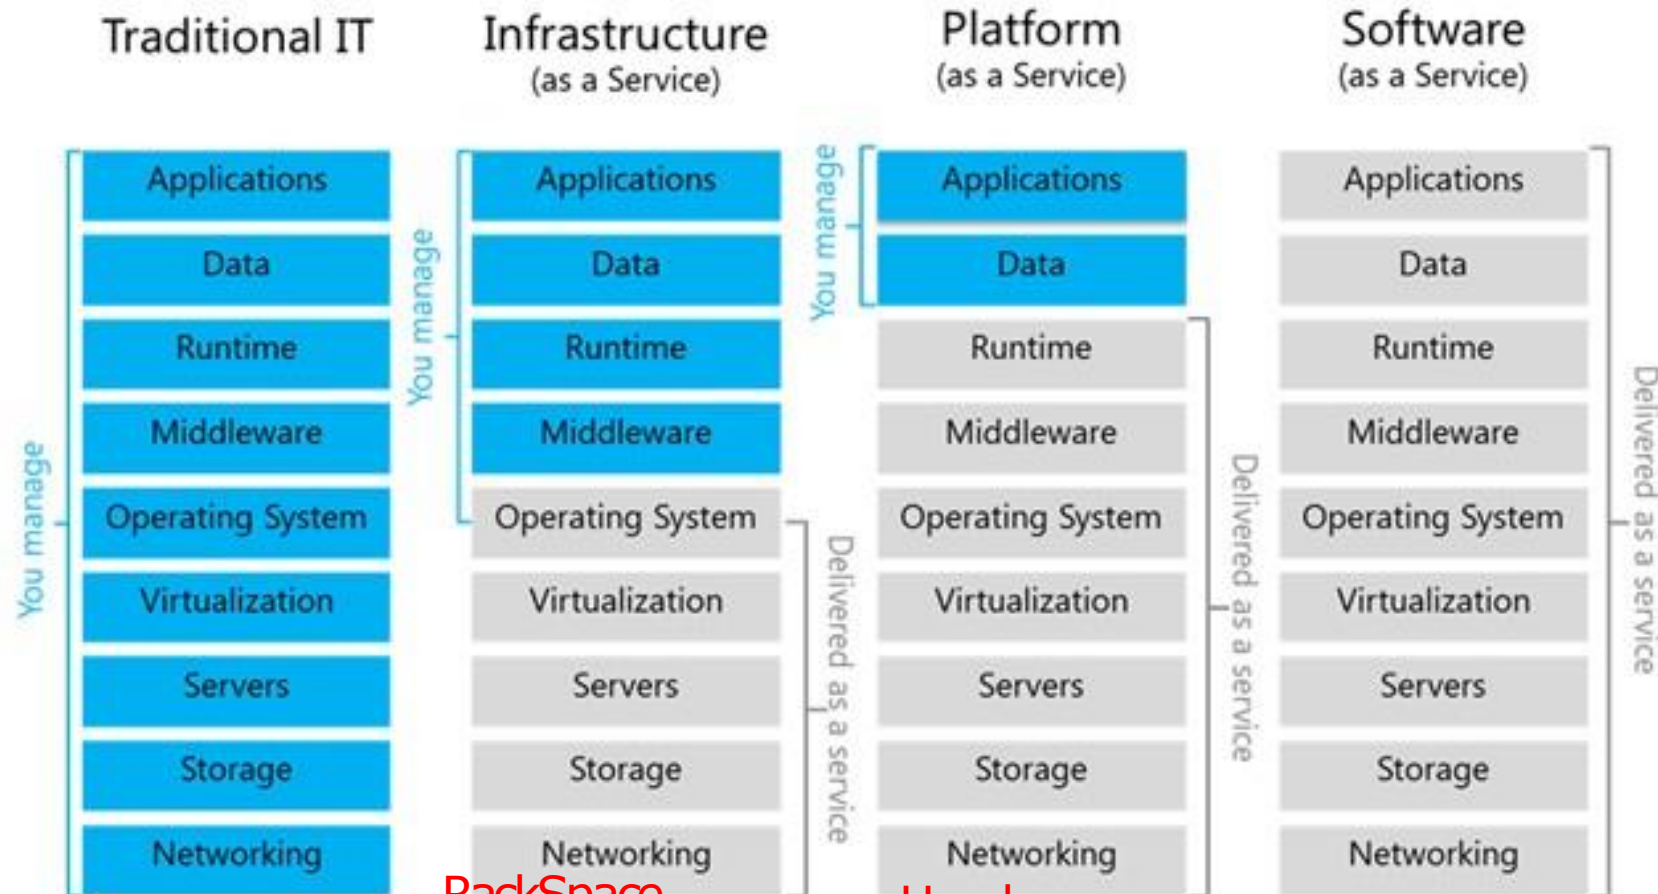 Traditional IT
Infrastructure
(as a Service)
Platform
(as a Service)
Software
(as a Service)
You manage
Applications
Data
Runtime
Middleware
Operating System
Virtualization
Servers
Storage
Networking
You manage
Applications
Data
Runtime
Middleware
Operating System
Virtualization
Servers
Storage
Networking
Delivered as a service
RackSpace
You manage
Applications
Data
Runtime
Middleware
Operating System
Virtualization
Servers
Storage
Networking
Delivered as a service
Applications
Data
Runtime
Middleware
Operating System
Virtualization
Servers
Storage
Networking
Delivered as a service